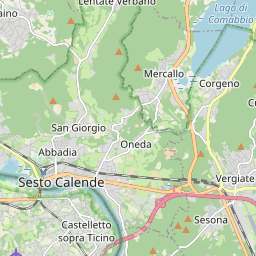 Lentate Verbano
Lago di
Comabbio
Mercallo
Corgeno
San Giorgio
Oneda
Abbadia
Sesto Calende
Vergiate
Castelletto
sopra Ticino
Sesona